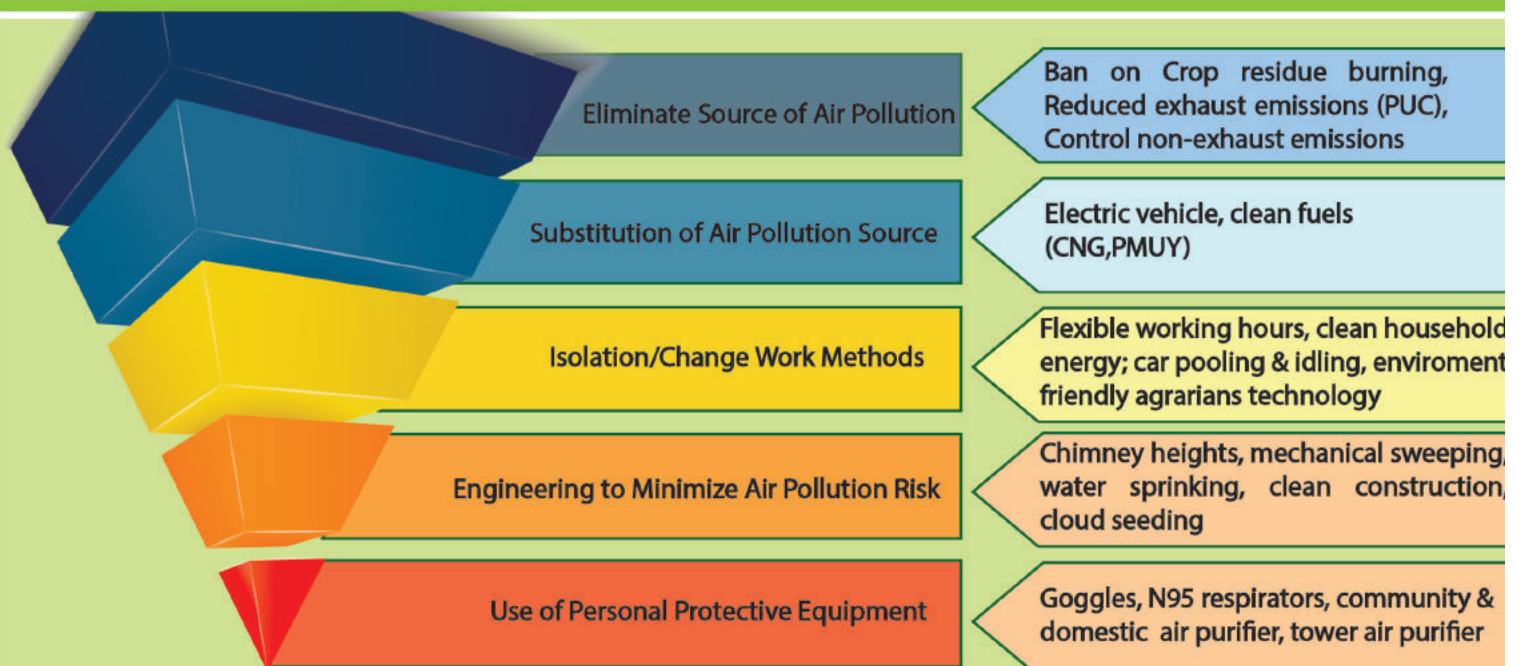 Eliminate Source of Air Pollution
Ban on Crop residue burning,
Reduced exhaust emissions (PUC),
Control non-exhaust emissions
Substitution of Air Pollution Source
Electric vehicle, clean fuels
(CNG,PMUY)
Isolation/Change Work Methods
Flexible working hours, clean household
energy; car pooling & idling, enviroment
friendly agrarians technology
Engineering to Minimize Air Pollution Risk
Chimney heights, mechanical sweeping,
water sprinking, clean construction,
cloud seeding
Use of Personal Protective Equipment
Goggles, N95 respirators, community &
domestic air purifier, tower air purifier